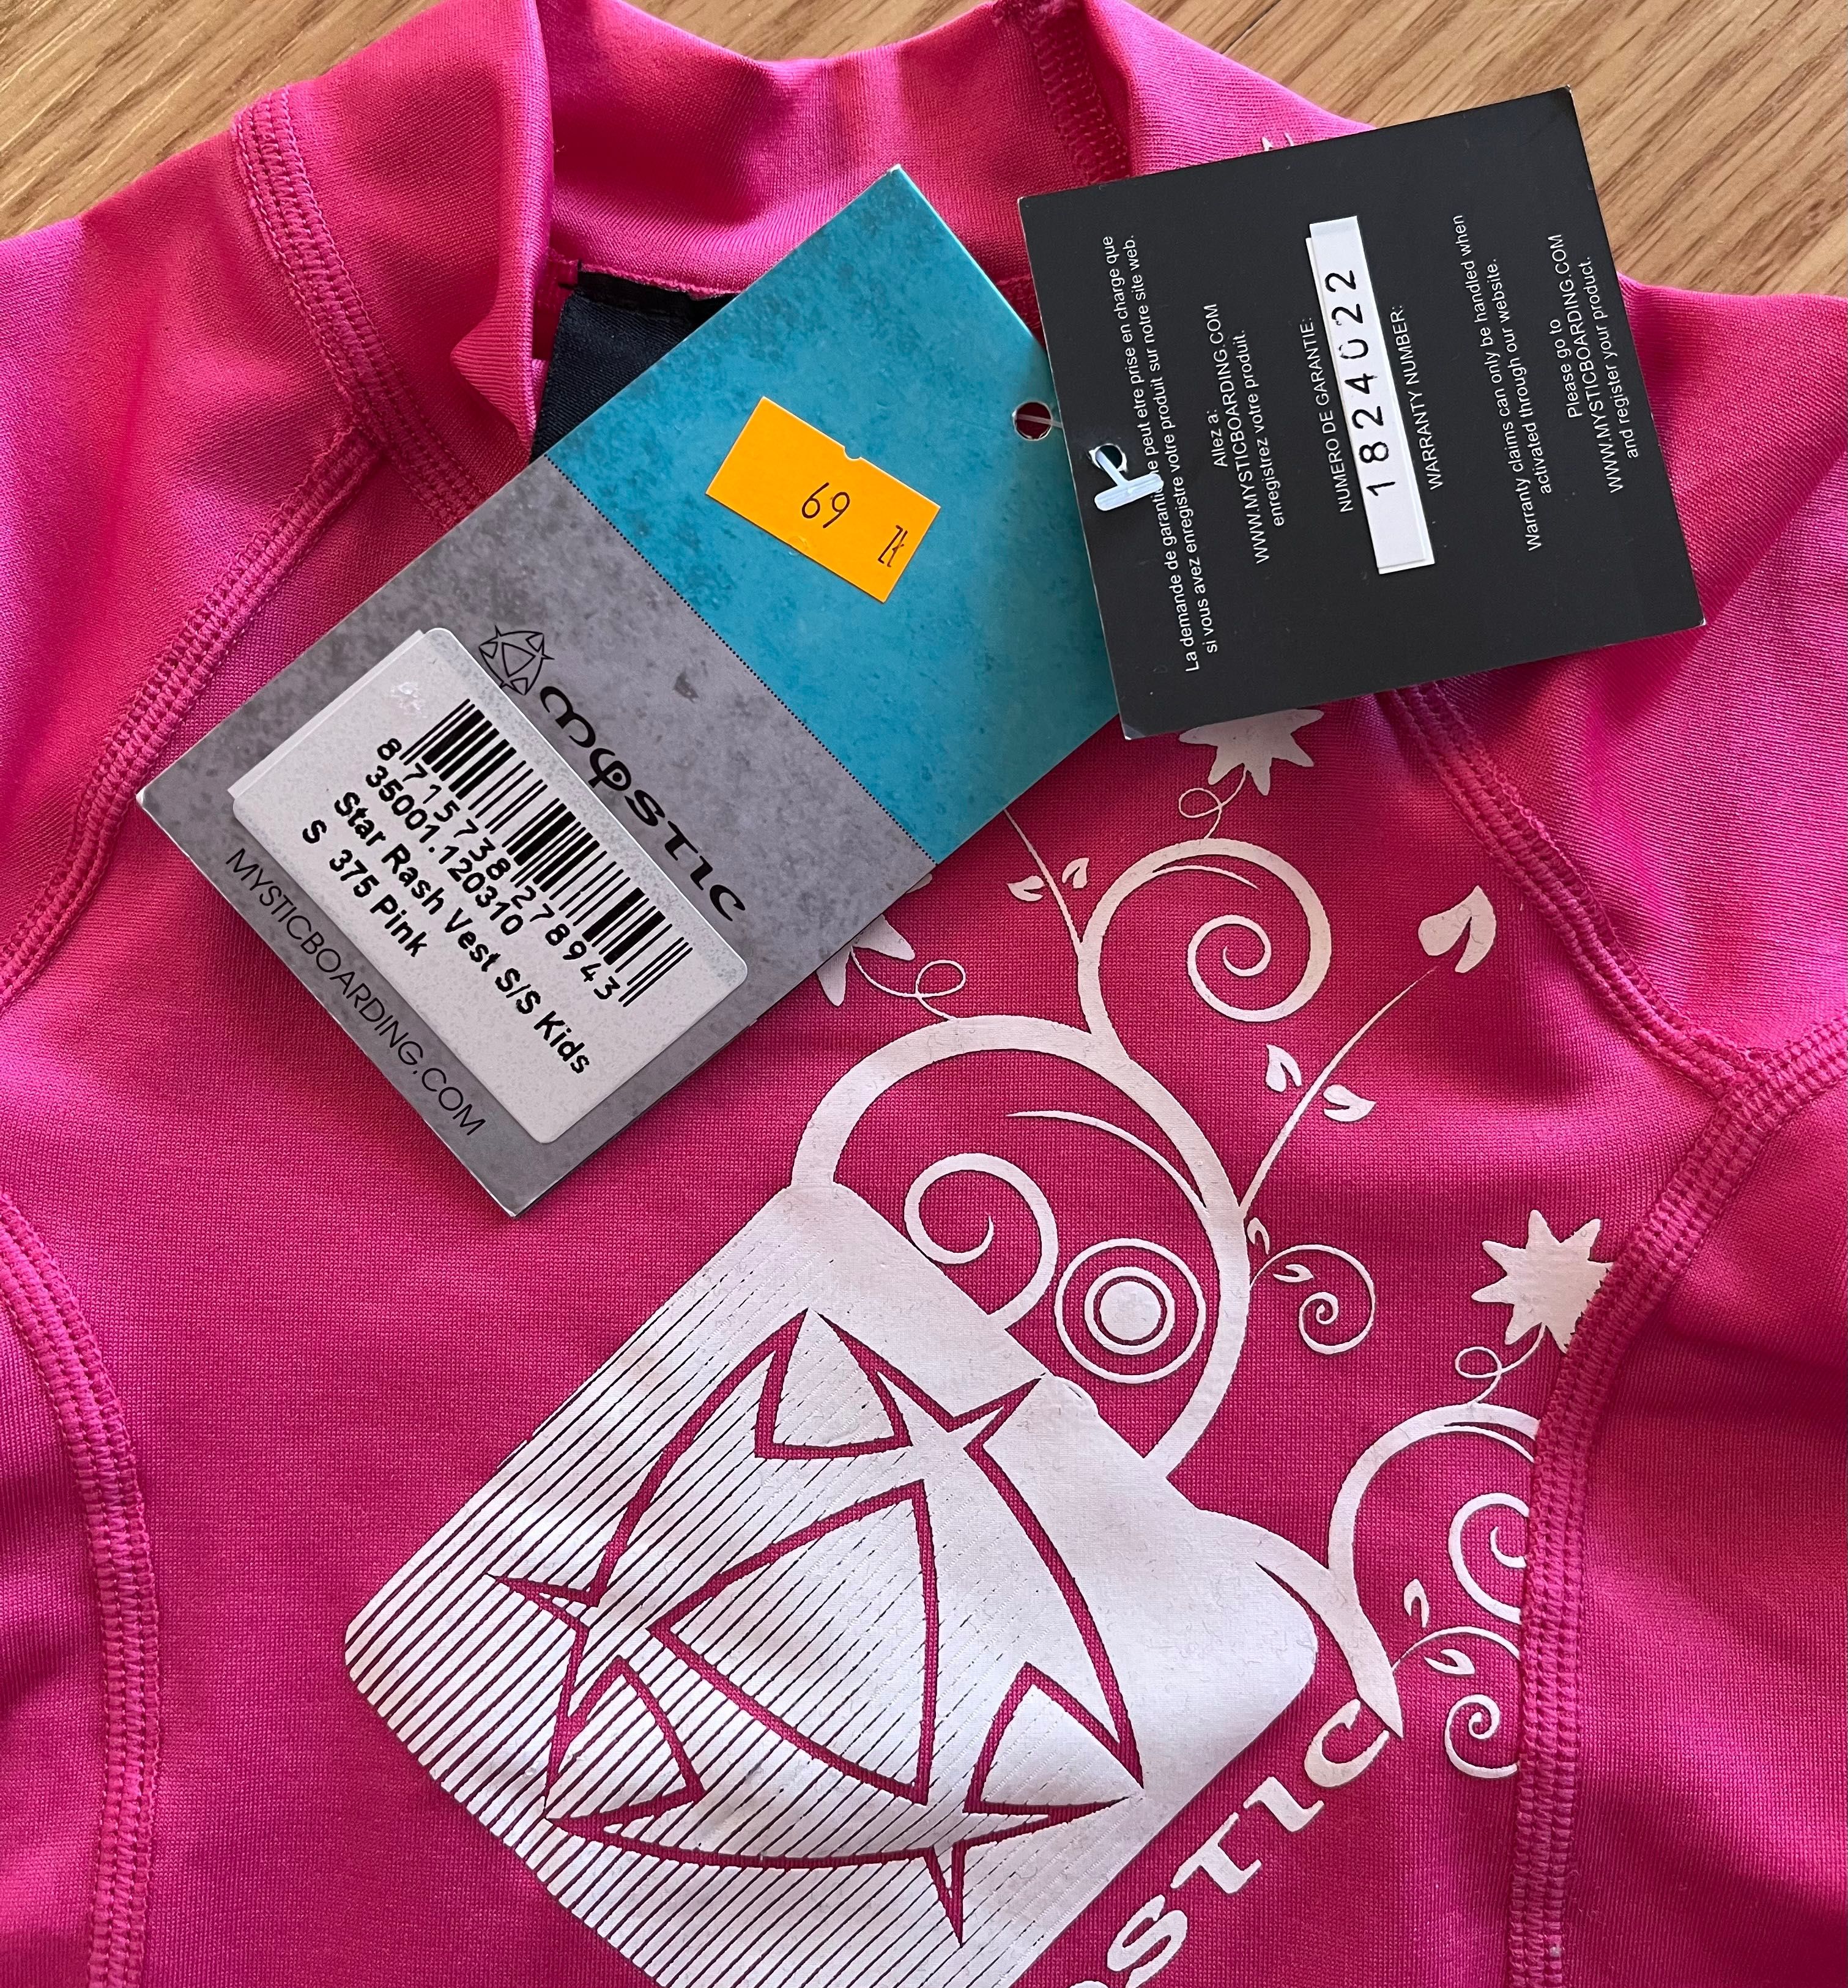 69 zł
mystic
8715738278943
35001.120310
Star Rash Vest S/S Kids
S 375 Pink
MYSTICBOARDING.COM
La demande de garantie ne peut etre prise en charge que
si vous avez enregistre votre produit sur notre site web.
Allez a:
WWW.MYSTICBOARDING.COM
enregistrez votre produit.
NUMERO DE GARANTIE:
1824022
WARRANTY NUMBER:
Warranty claims can only be handled when
activated through our website.
Please go to
WWW.MYSTICBOARDING.COM
and register your product.